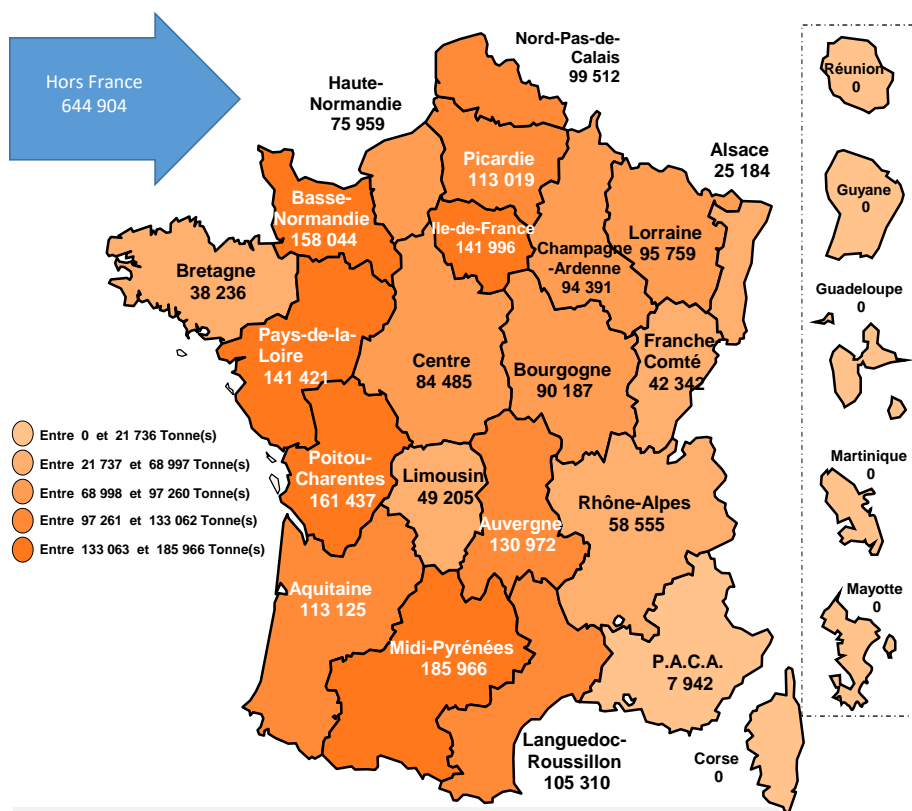 Hors France
644 904
Nord-Pas-de-
Calais
99 512
Haute-
Normandie
75 959
Picardie
113 019
Alsace
25 184
Basse-
Normandie
158 044
Ile-de-France
141 996
Champagne
-Ardenne
94 391
Lorraine
95 759
Bretagne
38 236
Pays-de-la-
Loire
141 421
Centre
84 485
Bourgogne
90 187
Franche
Comté
42 342
Entre 0 et 21 736 Tonne(s)
Entre 21 737 et 68 997 Tonne(s)
Entre 68 998 et 97 260 Tonne(s)
Entre 97 261 et 133 062 Tonne(s)
Entre 133 063 et 185 966 Tonne(s)
Poitou-
Charentes
161 437
Limousin
49 205
Auvergne
130 972
Rhône-Alpes
58 555
Aquitaine
113 125
Midi-Pyrénées
185 966
P.A.C.A.
7 942
Languedoc-
Roussillon
105 310
Corse
0
Réunion
0
Guyane
0
Guadeloupe
0
Martinique
0
Mayotte
0